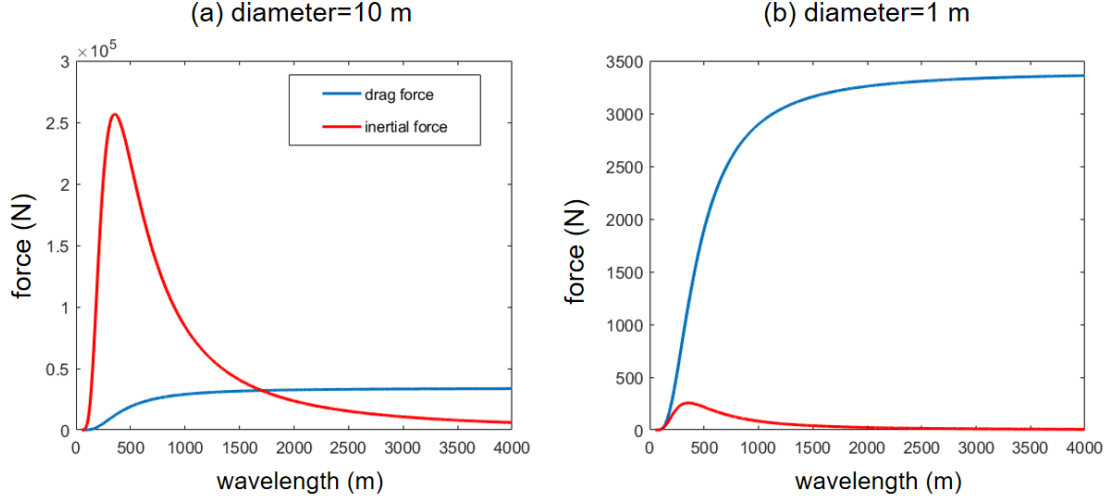 (a) diameter=10 m
×10⁵
3
2.5
2
1.5
1
0.5
0
force (N)
drag force
inertial force
0 500 1000 1500 2000 2500 3000 3500 4000
wavelength (m)
(b) diameter=1 m
3500
3000
2500
2000
1500
1000
500
0
force (N)
0 500 1000 1500 2000 2500 3000 3500 4000
wavelength (m)